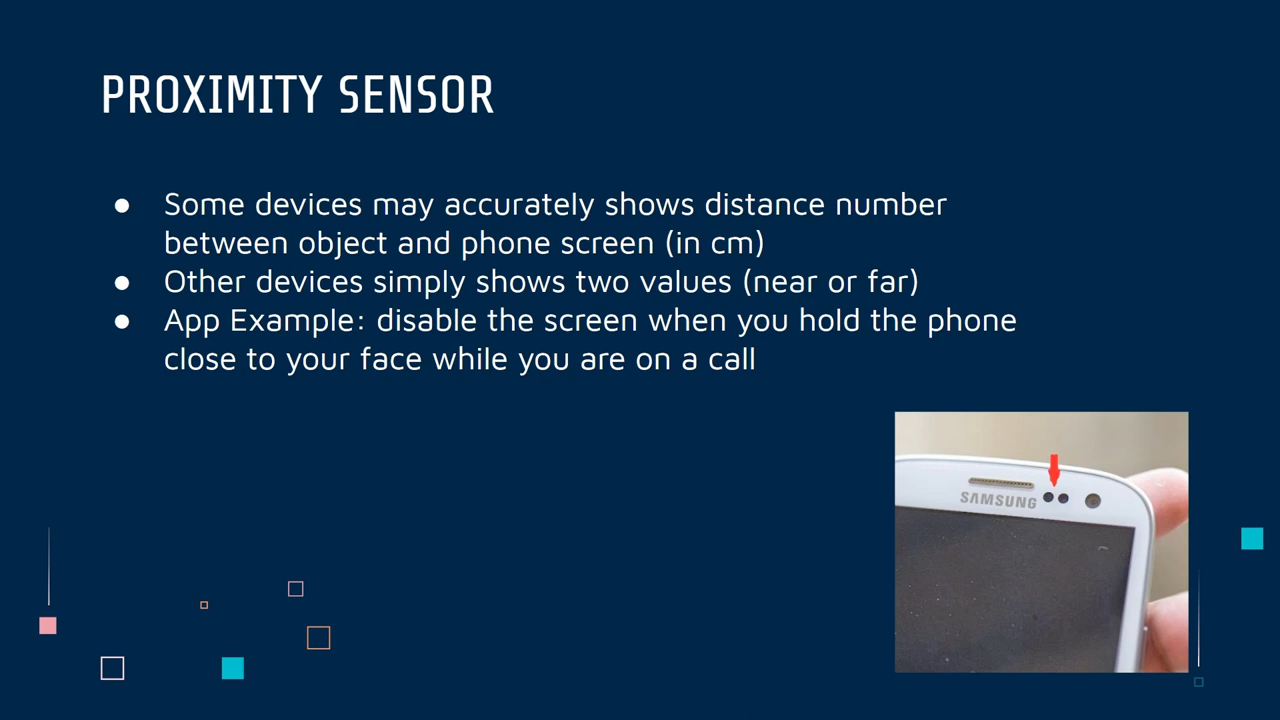 PROXIMITY SENSOR
● Some devices may accurately shows distance number
between object and phone screen (in cm)
● Other devices simply shows two values (near or far)
● App Example: disable the screen when you hold the phone
close to your face while you are on a call
SAMSUNG